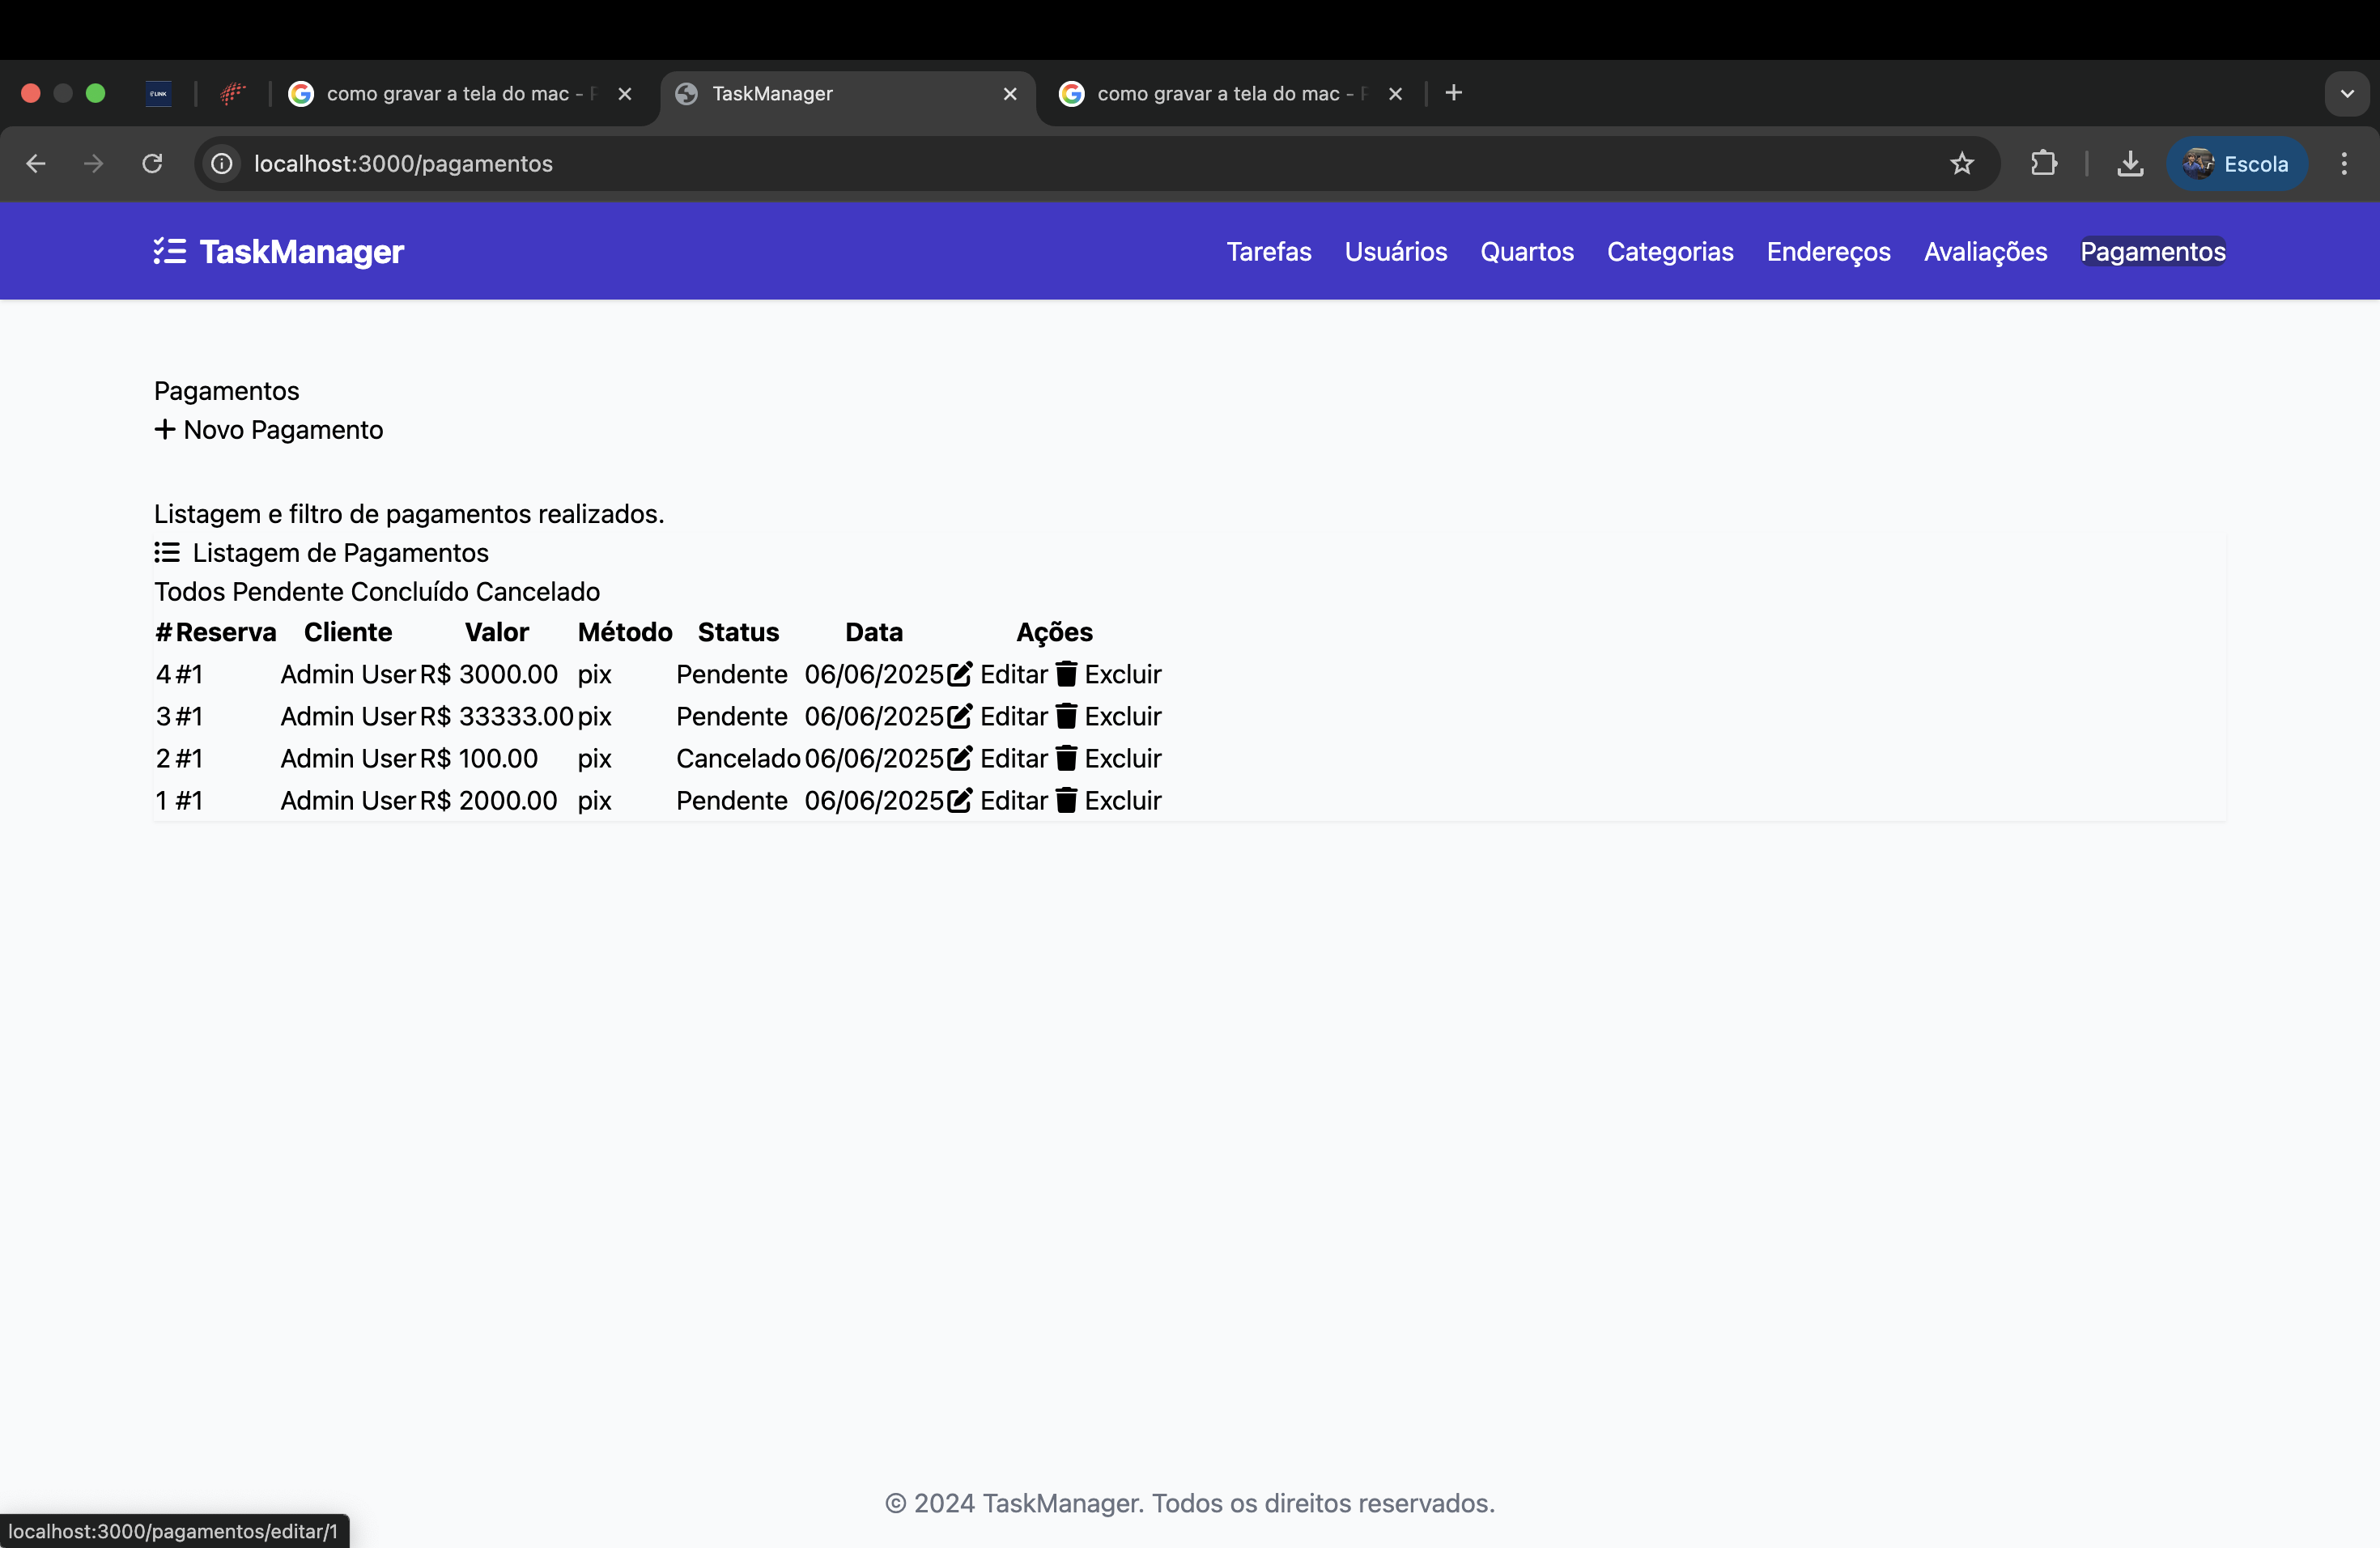 LINK
como gravar a tela do mac -
TaskManager
como gravar a tela do mac -
localhost:3000/pagamentos
Escola
TaskManager
Tarefas Usuários Quartos Categorias Endereços Avaliações Pagamentos
Pagamentos
+ Novo Pagamento
Listagem e filtro de pagamentos realizados.
Listagem de Pagamentos
Todos Pendente Concluído Cancelado
# Reserva Cliente Valor Método Status Data Ações
4 #1 Admin User R$ 3000.00 pix Pendente 06/06/2025 Editar Excluir
3 #1 Admin User R$ 33333.00 pix Pendente 06/06/2025 Editar Excluir
2 #1 Admin User R$ 100.00 pix Cancelado 06/06/2025 Editar Excluir
1 #1 Admin User R$ 2000.00 pix Pendente 06/06/2025 Editar Excluir
© 2024 TaskManager. Todos os direitos reservados.
localhost:3000/pagamentos/editar/1